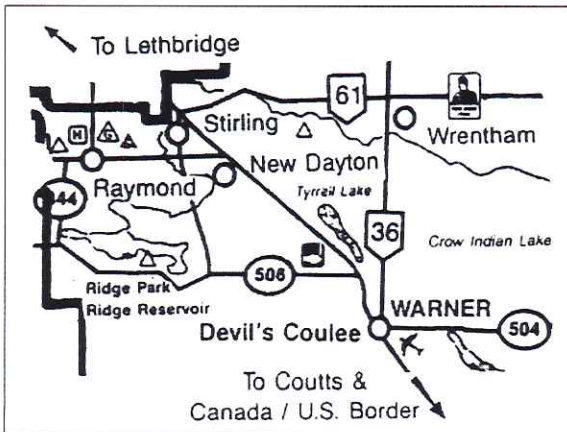 To Lethbridge
61
Stirling
Wrentham
H
G
New Dayton
Raymond
Tyrrell Lake
44
36
Crow Indian Lake
506
Ridge Park
Ridge Reservoir
WARNER
Devil's Coulee
504
To Coutts &
Canada / U.S. Border